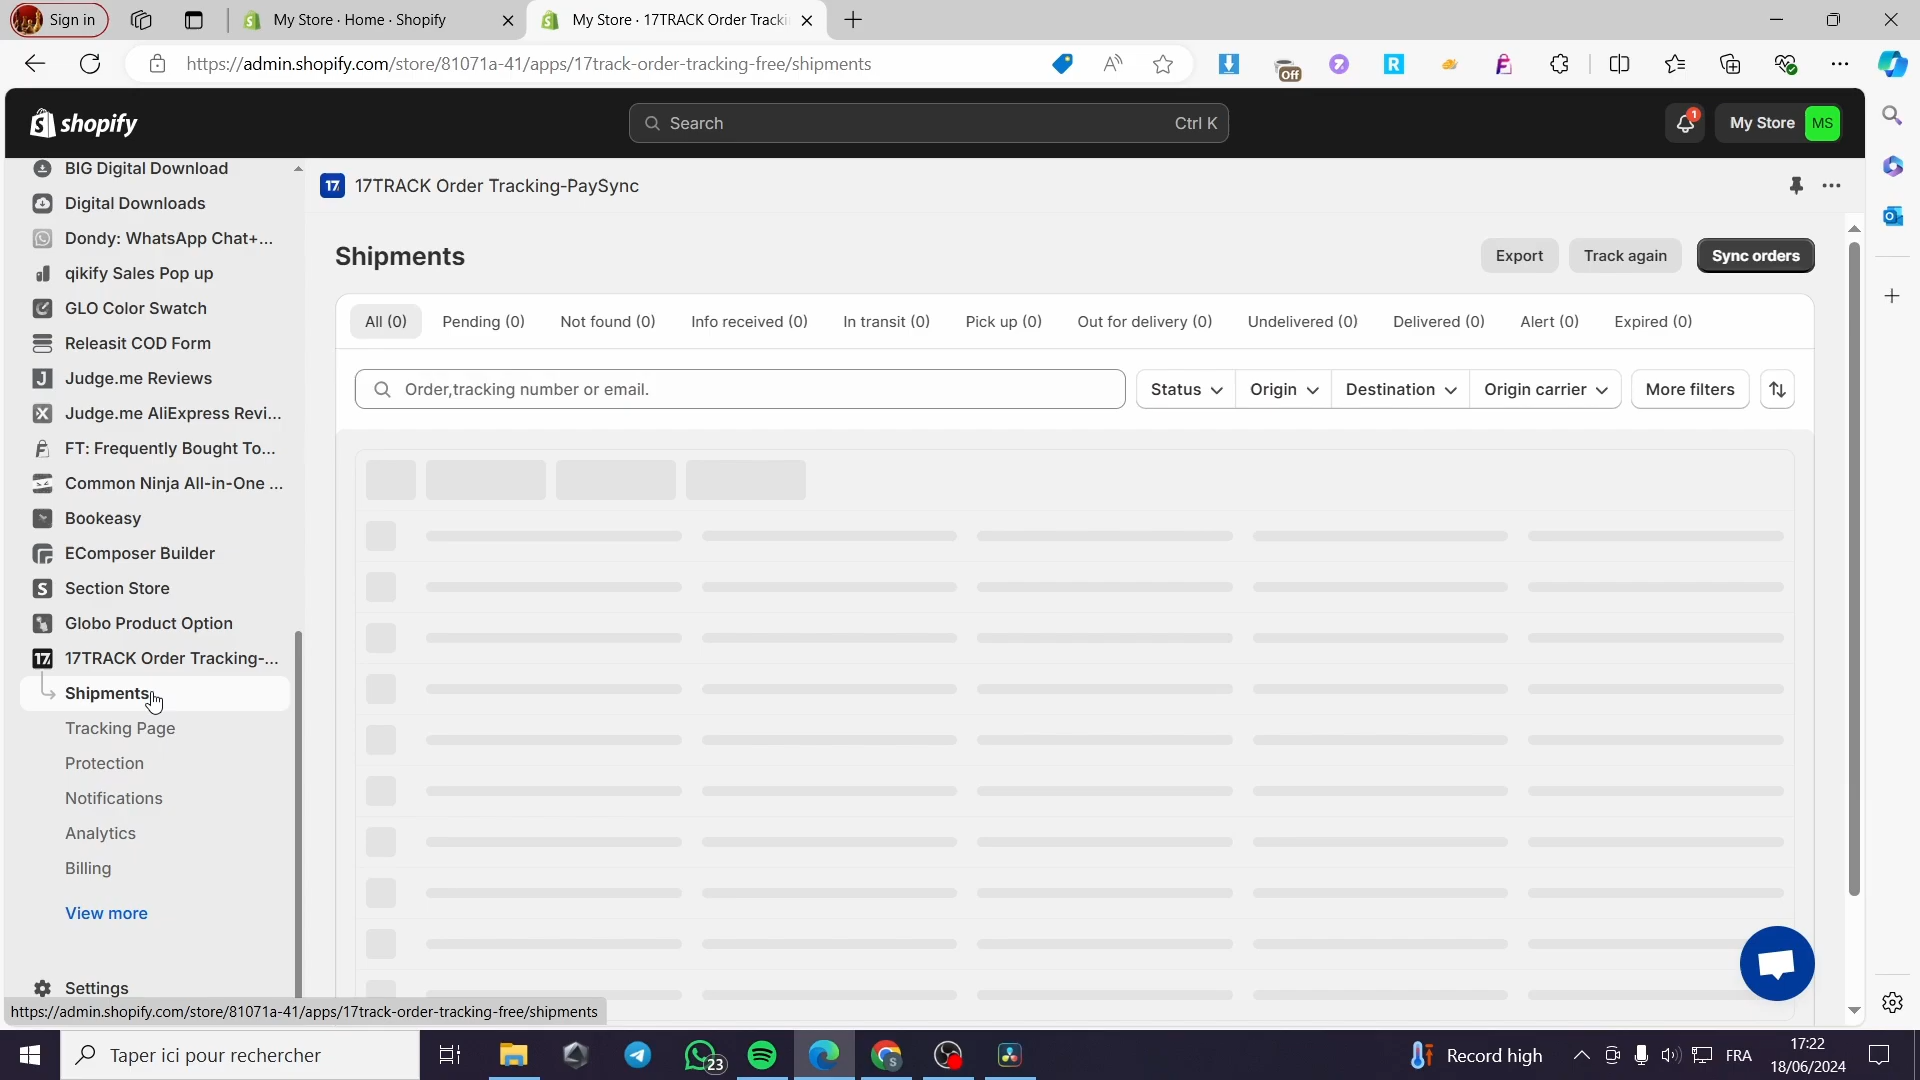 Sign in
My Store · Home · Shopify
My Store · 17TRACK Order Tracki
https://admin.shopify.com/store/81071a-41/apps/17track-order-tracking-free/shipments
Off
shopify
Search
Ctrl K
1
My Store
MS
BIG Digital Download
Digital Downloads
Dondy: WhatsApp Chat+...
qikify Sales Pop up
GLO Color Swatch
Releasit COD Form
Judge.me Reviews
Judge.me AliExpress Revi...
FT: Frequently Bought To...
Common Ninja All-in-One ...
Bookeasy
EComposer Builder
Section Store
Globo Product Option
17TRACK Order Tracking-...
Shipments
Tracking Page
Protection
Notifications
Analytics
Billing
View more
Settings
17 17TRACK Order Tracking-PaySync
Shipments
Export
Track again
Sync orders
All (0)
Pending (0)
Not found (0)
Info received (0)
In transit (0)
Pick up (0)
Out for delivery (0)
Undelivered (0)
Delivered (0)
Alert (0)
Expired (0)
Order,tracking number or email.
Status
Origin
Destination
Origin carrier
More filters
https://admin.shopify.com/store/81071a-41/apps/17track-order-tracking-free/shipments
Taper ici pour rechercher
23
Record high
FRA
17:22
18/06/2024